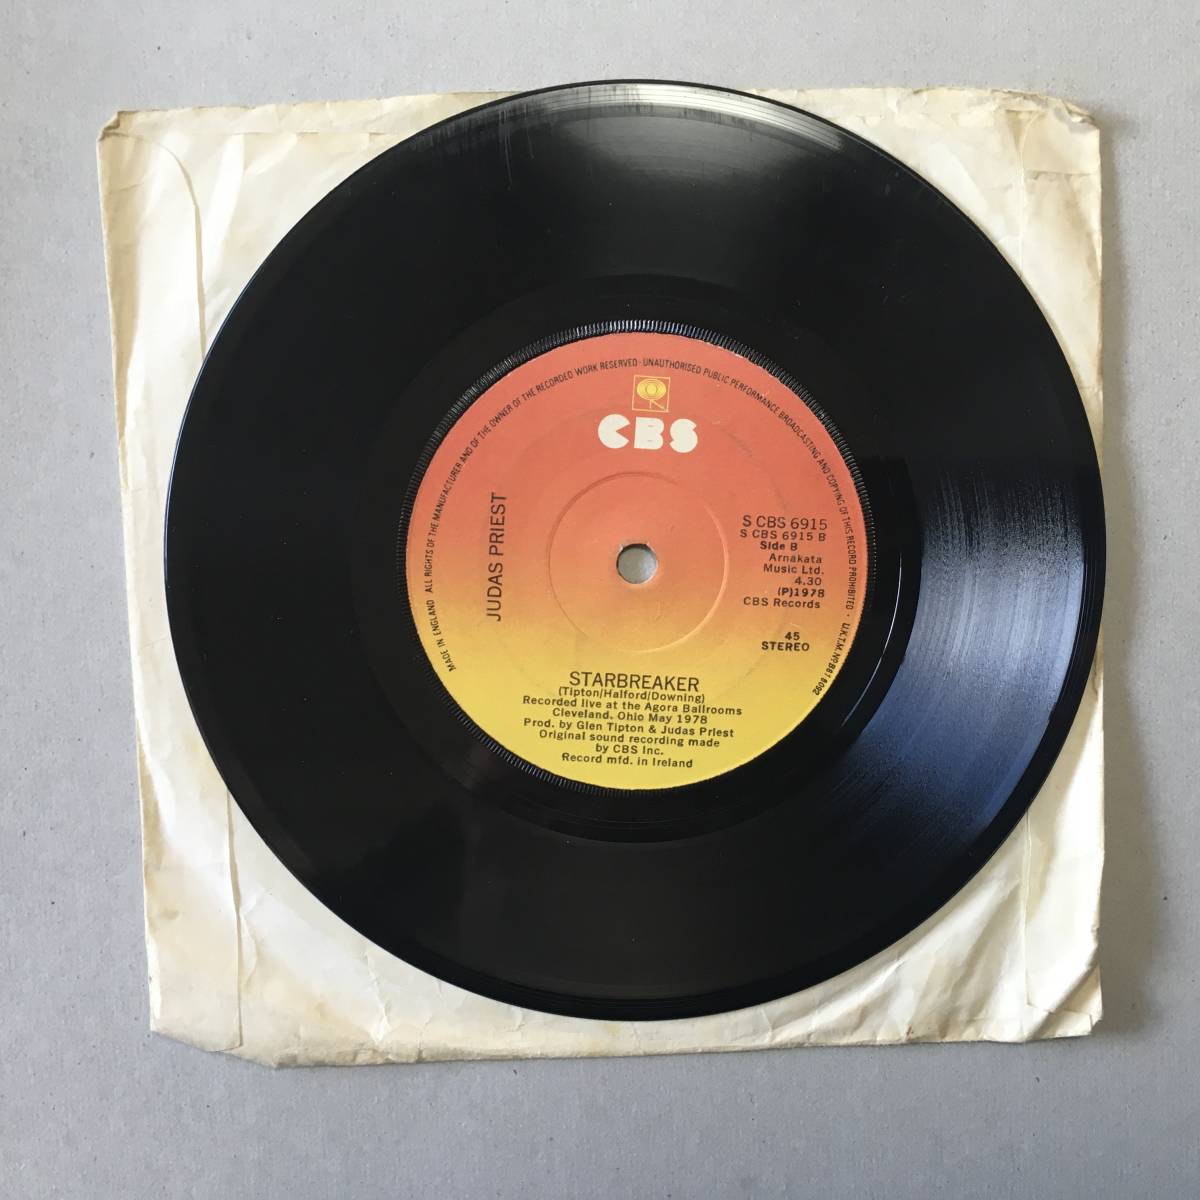 MADE IN ENGLAND ALL RIGHTS OF THE MANUFACTURER AND OF THE OWNER OF THE RECORDED WORK RESERVED · UNAUTHORISED PUBLIC PERFORMANCE BROADCASTING AND COPYING OF THIS RECORD PROHIBITED · U.K.T.M. Nº
CBS
JUDAS PRIEST
S CBS 6915
S CBS 6915 B
Side B
Arnakata
Music Ltd.
4.30
(P)1978
CBS Records
45
STEREO
STARBREAKER
(Tipton/Halford/Downing)
Recorded live at the Agora Ballrooms
Cleveland. Ohio May 1978
Prod. by Glen Tipton & Judas Priest
Original sound recording made
by CBS Inc.
Record mfd. in Ireland